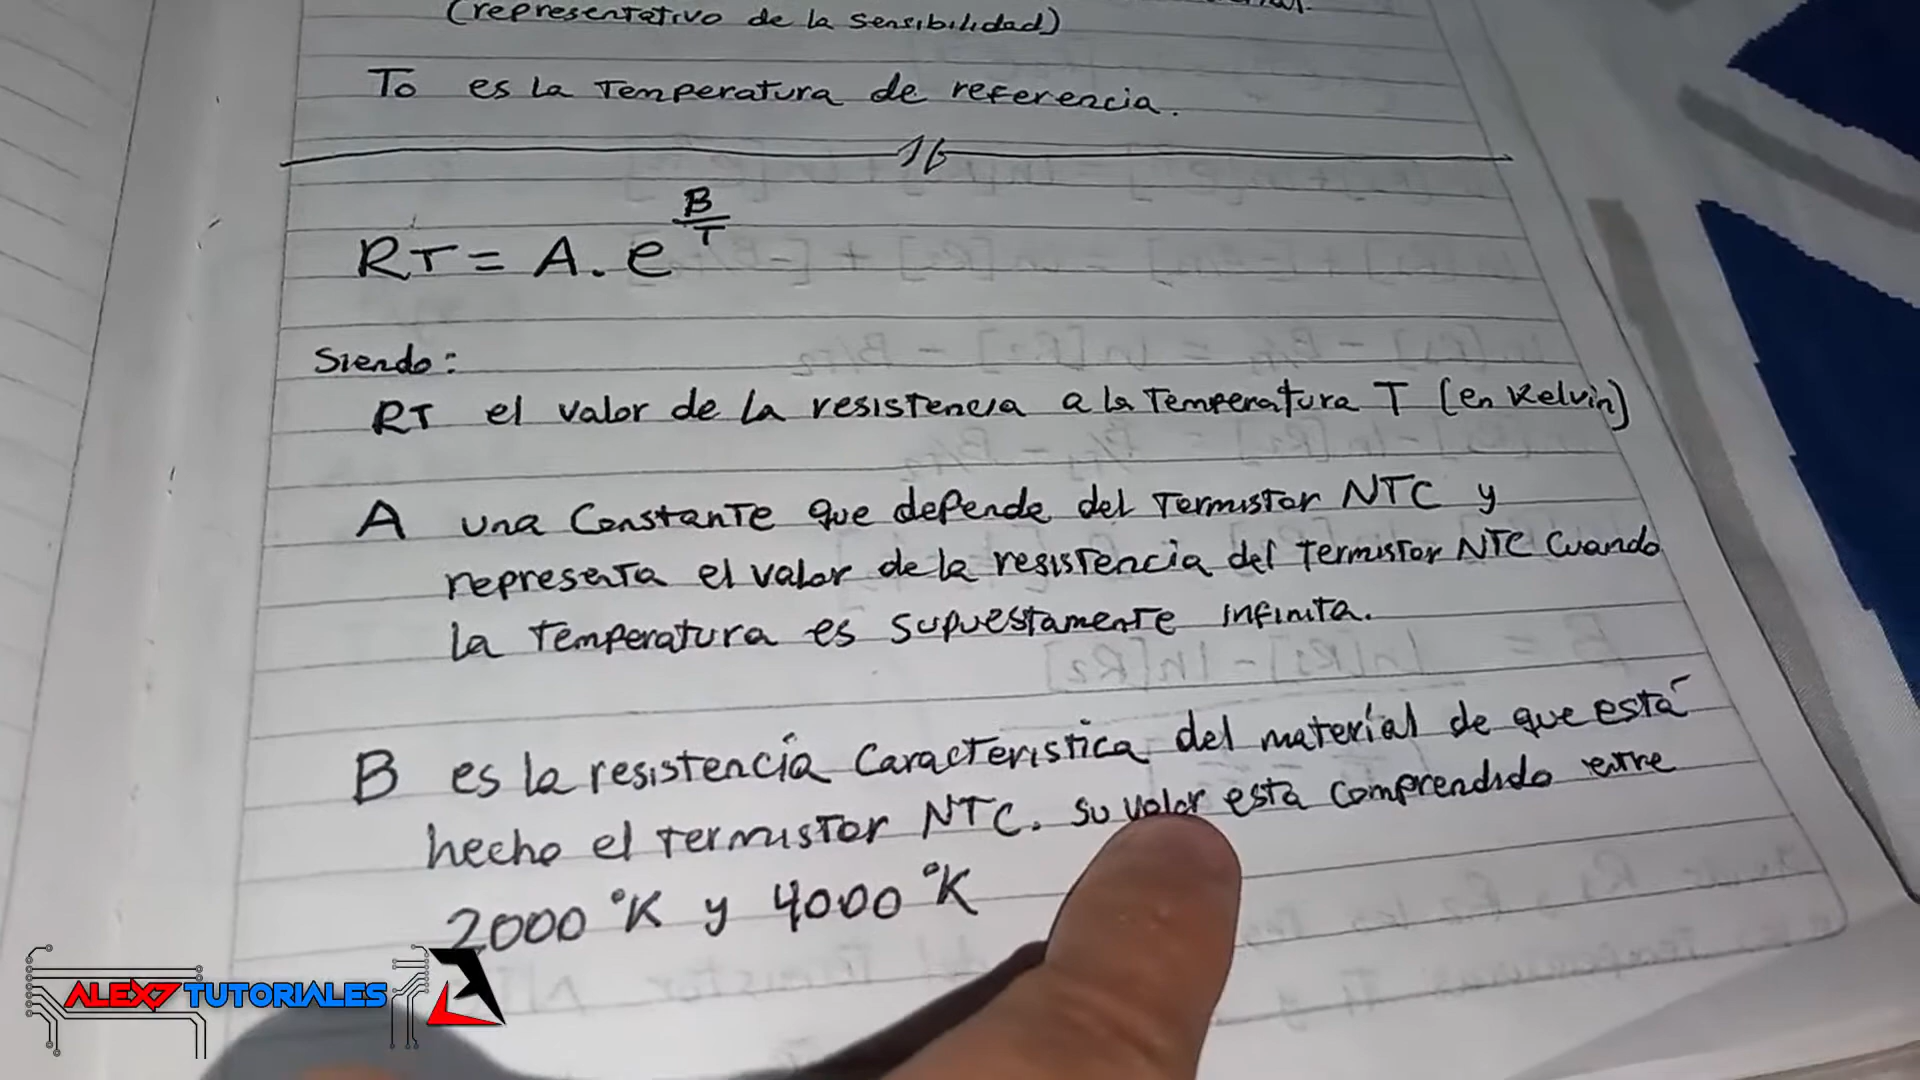 (representativo de la sensibilidad)
To es la Temperatura de referencia.
16
RT = A . e^(B/T)
Siendo:
RT el valor de la resistencia a la Temperatura T (en Kelvin)
A una constante que depende del Termistor NTC y
representa el valor de la resistencia del Termistor NTC cuando
la Temperatura es supuestamente infinita.
B es la resistencia caracteristica del material de que está
hecho el termistor NTC. su valor esta comprendido entre
2000 °K y 4000 °K
ALEX7 TUTORIALES